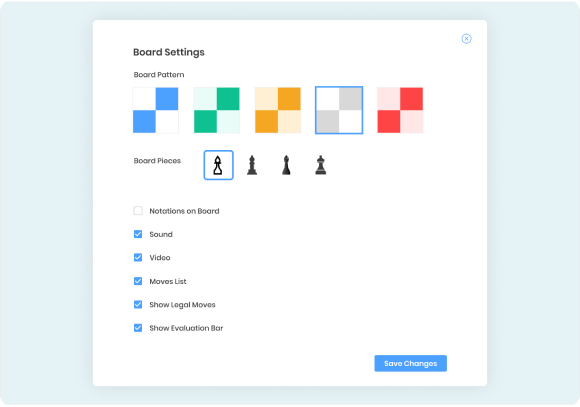 Board Settings
Board Pattern
Board Pieces
Notations on Board
Sound
Video
Moves List
Show Legal Moves
Show Evaluation Bar
Save Changes